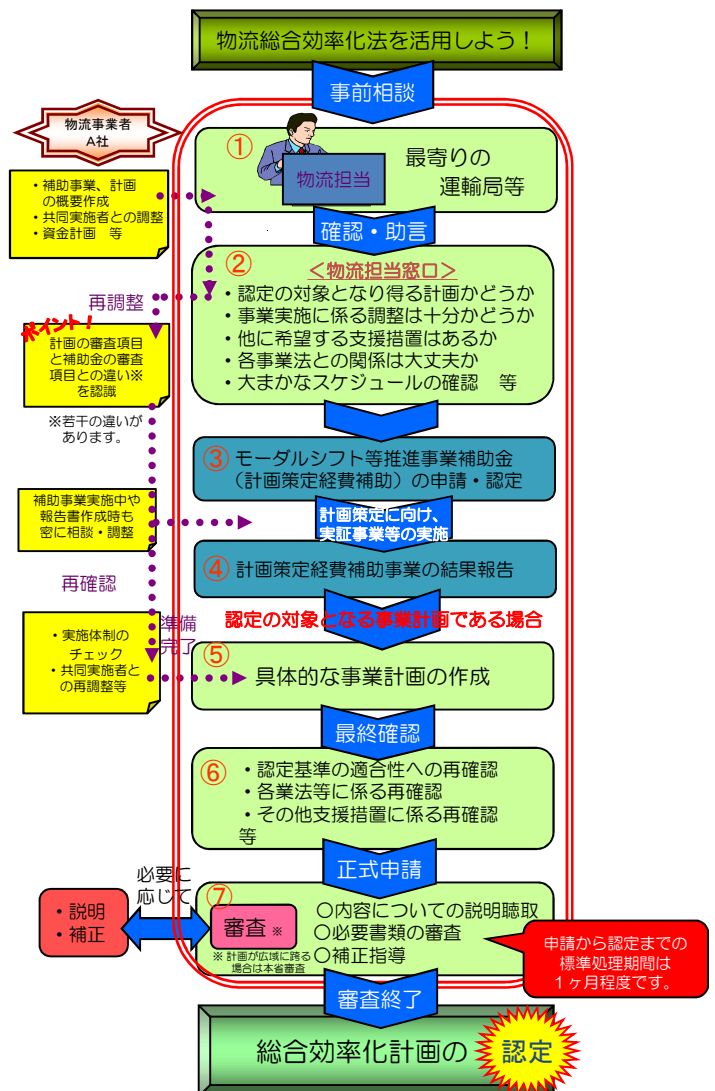 物流総合効率化法を活用しよう！
事前相談
物流事業者
A社
①
物流担当
最寄りの
運輸局等
・補助事業、計画
の概要作成
・共同実施者との調整
・資金計画　等
確認・助言
②
＜物流担当窓口＞
・認定の対象となり得る計画かどうか
・事業実施に係る調整は十分かどうか
・他に希望する支援措置はあるか
・各事業法との関係は大丈夫か
・大まかなスケジュールの確認　等
再調整
ポイント！
計画の審査項目
と補助金の審査
項目との違い※
を認識
※若干の違いが
あります。
③ モーダルシフト等推進事業補助金
（計画策定経費補助）の申請・認定
補助事業実施中や
報告書作成時も
密に相談・調整
計画策定に向け、
実証事業等の実施
④ 計画策定経費補助事業の結果報告
再確認
認定の対象となる事業計画である場合
準備
完了
・実施体制の
チェック
・共同実施者と
の再調整等
⑤
具体的な事業計画の作成
最終確認
⑥
・認定基準の適合性への再確認
・各業法等に係る再確認
・その他支援措置に係る再確認
等
正式申請
必要に
応じて
・説明
・補正
⑦
審査 ※
※ 計画が広域に跨る
場合は本省審査
○内容についての説明聴取
○必要書類の審査
○補正指導
申請から認定までの
標準処理期間は
１ヶ月程度です。
審査終了
総合効率化計画の 認定